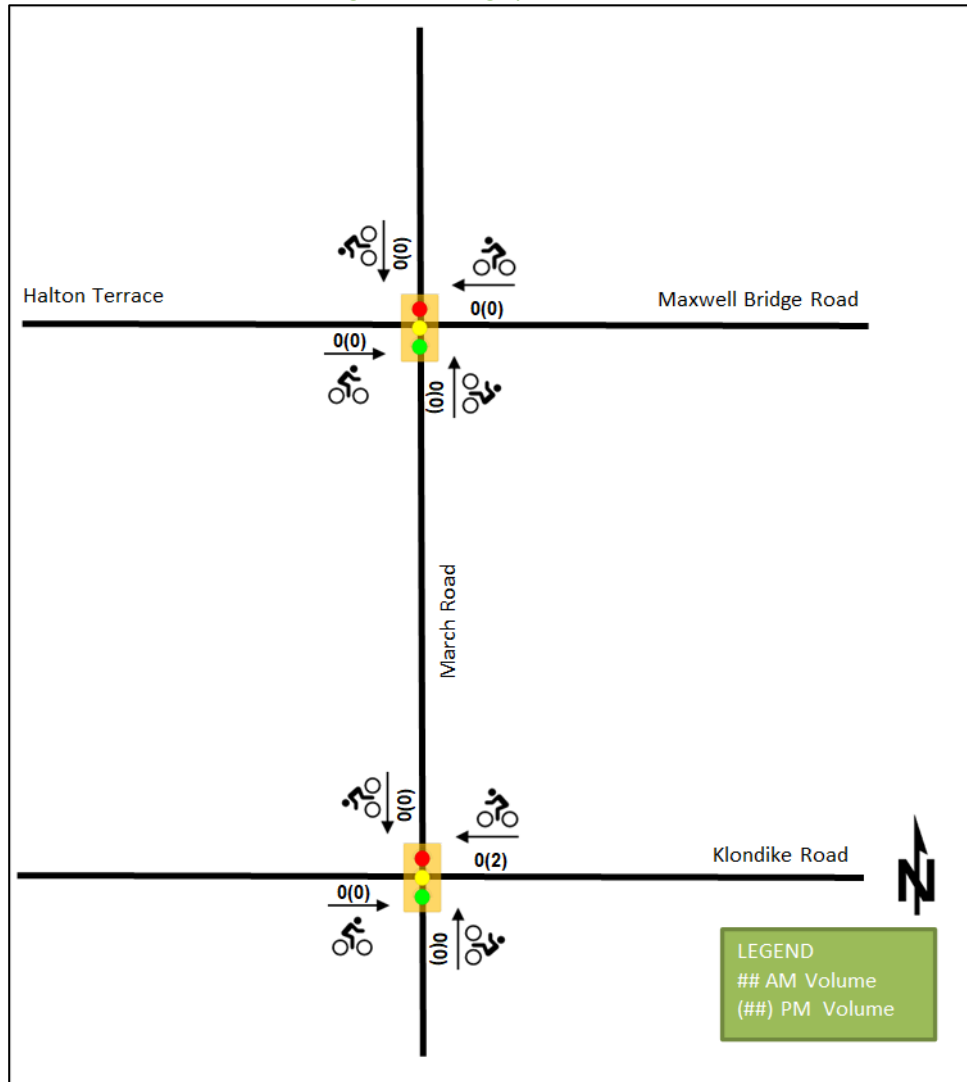 0(0)
0(0)
Halton Terrace
Maxwell Bridge Road
0(0)
0(0)
March Road
0(0)
0(2)
Klondike Road
0(0)
0(0)
N
LEGEND
## AM Volume
(##) PM Volume